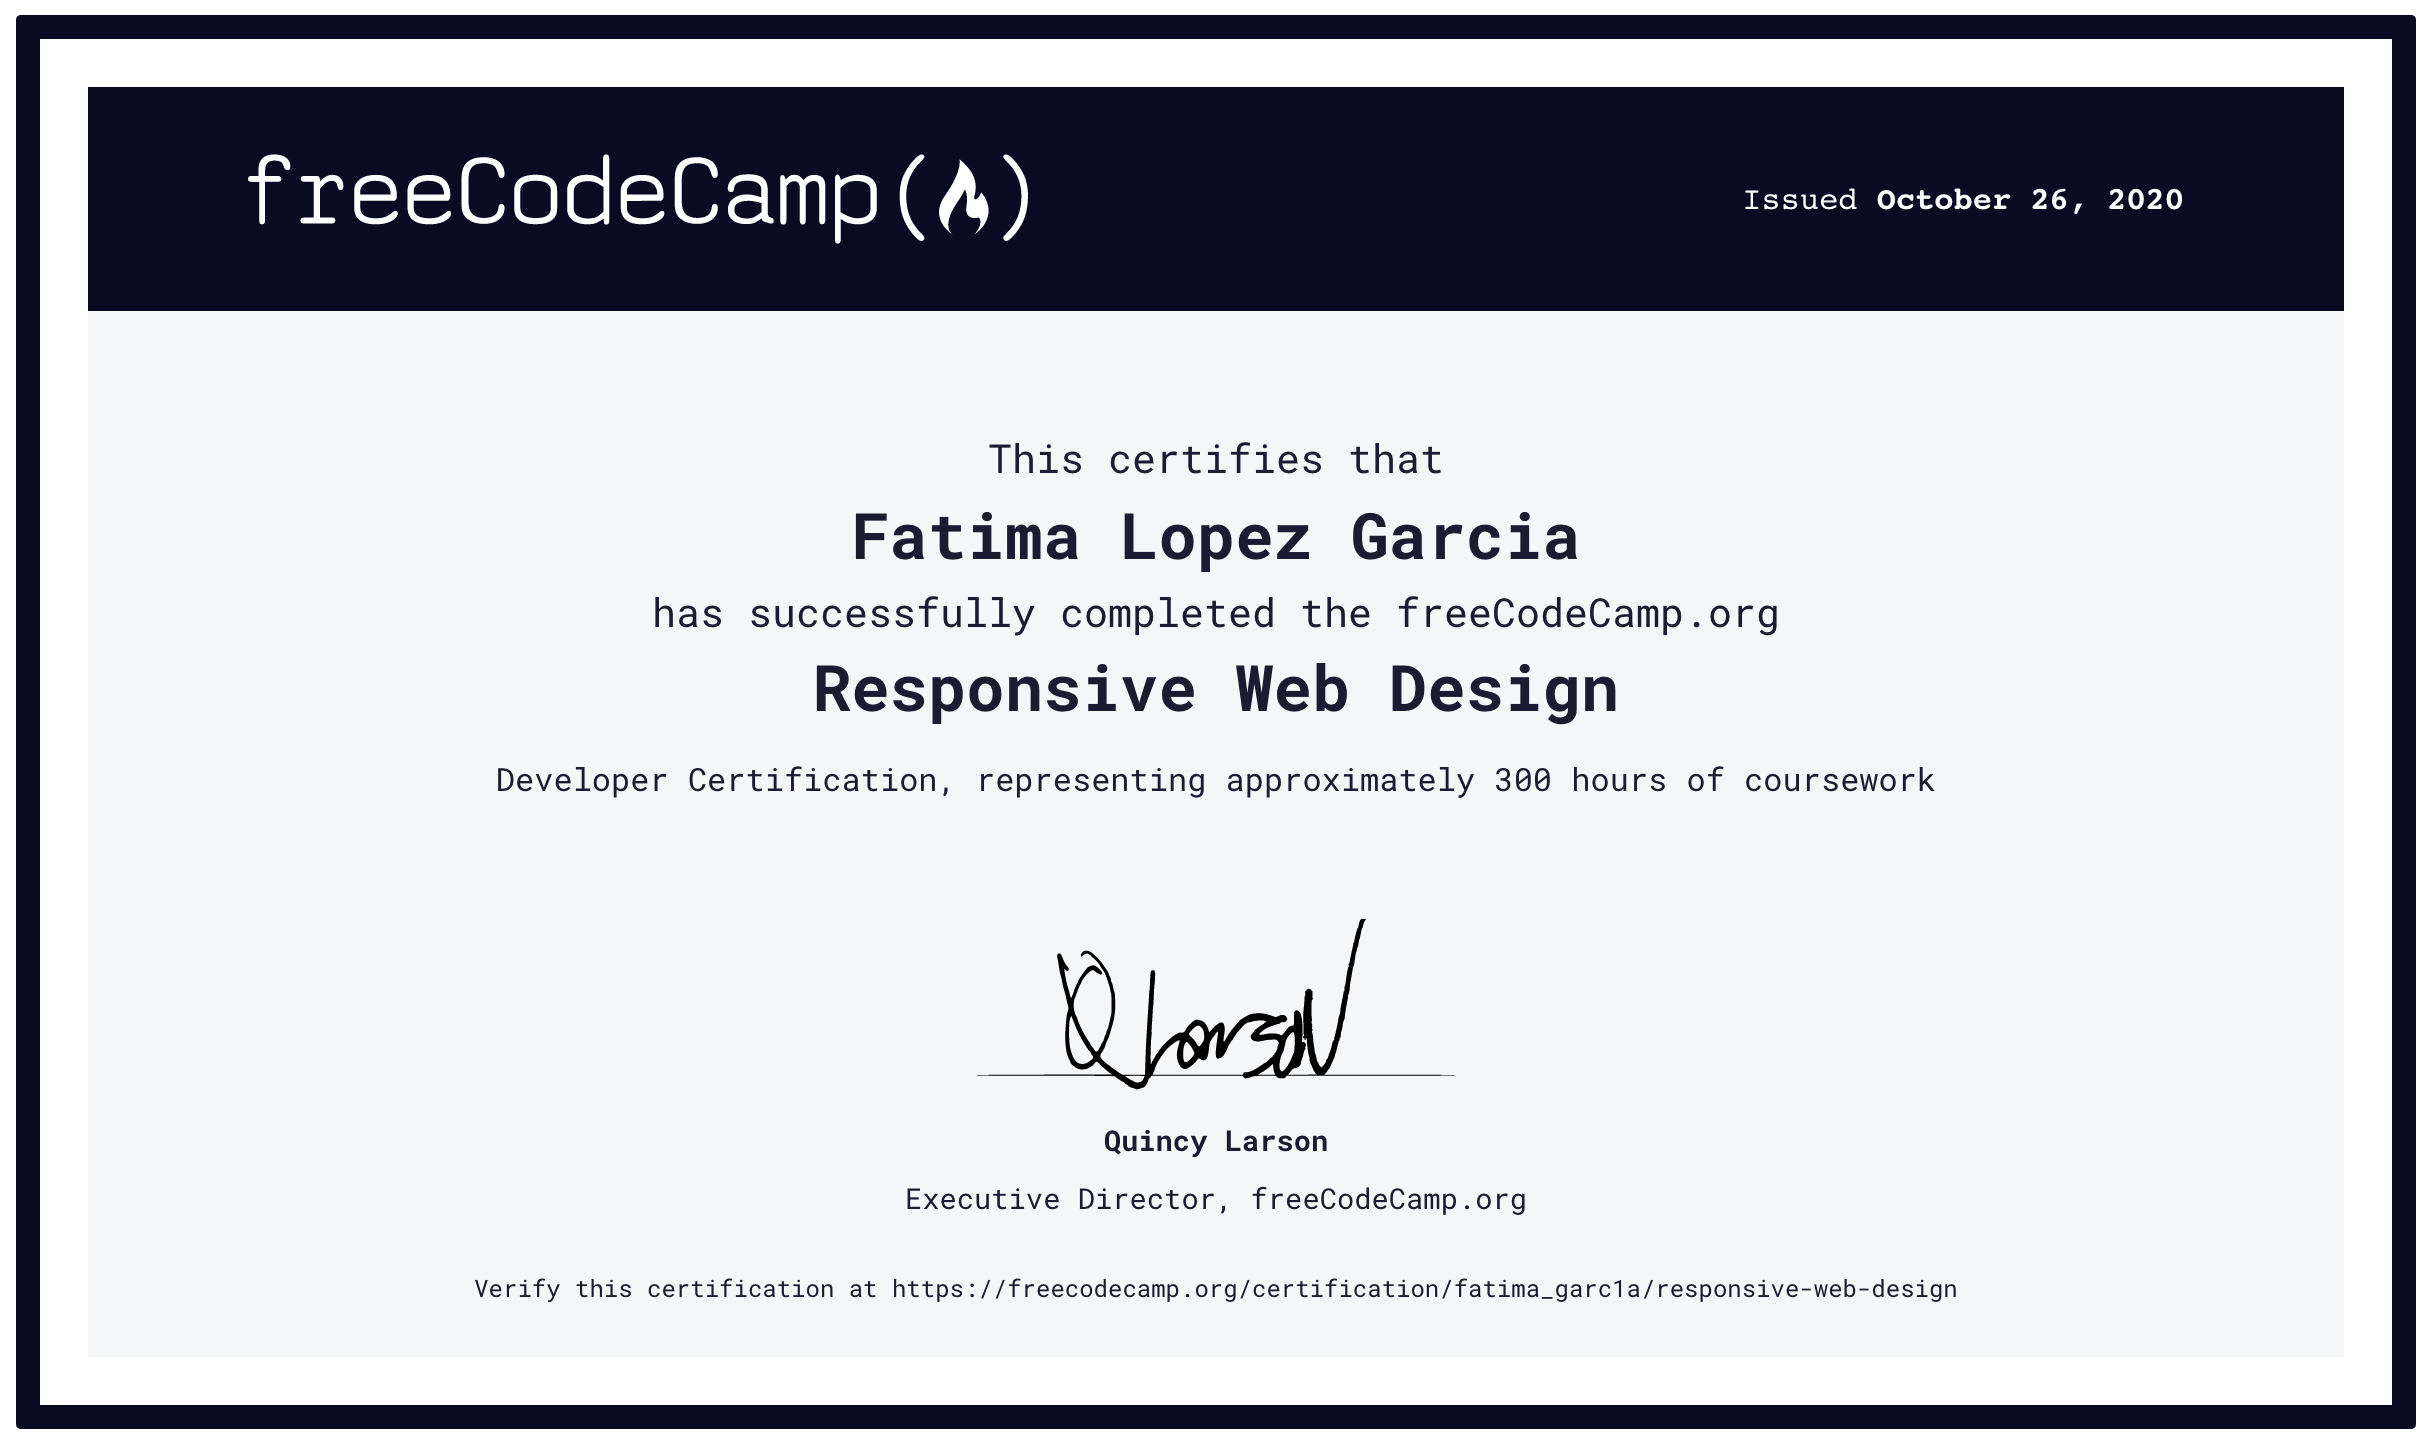 freeCodeCamp
Issued October 26, 2020
This certifies that
Fatima Lopez Garcia
has successfully completed the freeCodeCamp.org
Responsive Web Design
Developer Certification, representing approximately 300 hours of coursework
Q Larson
Quincy Larson
Executive Director, freeCodeCamp.org
Verify this certification at https://freecodecamp.org/certification/fatima_garc1a/responsive-web-design